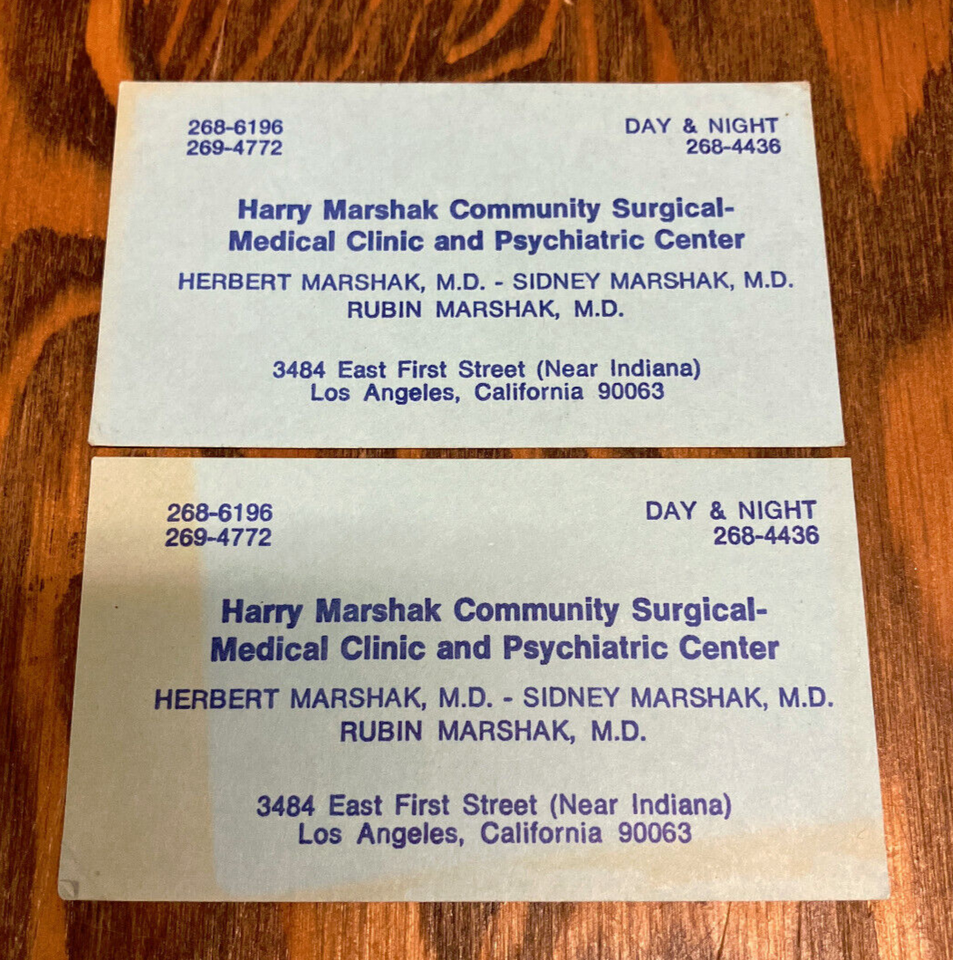 268-6196
269-4772
DAY & NIGHT
268-4436
Harry Marshak Community Surgical-
Medical Clinic and Psychiatric Center
HERBERT MARSHAK, M.D. - SIDNEY MARSHAK, M.D.
RUBIN MARSHAK, M.D.
3484 East First Street (Near Indiana)
Los Angeles, California 90063
268-6196
269-4772
DAY & NIGHT
268-4436
Harry Marshak Community Surgical-
Medical Clinic and Psychiatric Center
HERBERT MARSHAK, M.D. - SIDNEY MARSHAK, M.D.
RUBIN MARSHAK, M.D.
3484 East First Street (Near Indiana)
Los Angeles, California 90063